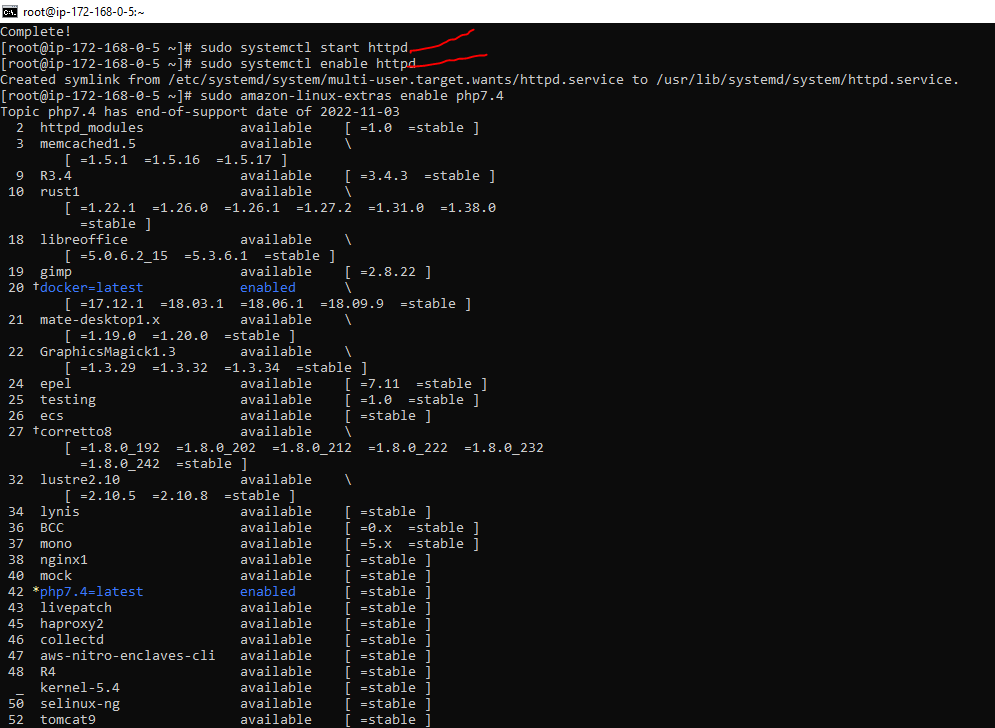 root@ip-172-168-0-5:~
Complete!
[root@ip-172-168-0-5 ~]# sudo systemctl start httpd
[root@ip-172-168-0-5 ~]# sudo systemctl enable httpd
Created symlink from /etc/systemd/system/multi-user.target.wants/httpd.service to /usr/lib/systemd/system/httpd.service.
[root@ip-172-168-0-5 ~]# sudo amazon-linux-extras enable php7.4
Topic php7.4 has end-of-support date of 2022-11-03
  2  httpd_modules            available    [ =1.0  =stable ]
  3  memcached1.5             available    \
        [ =1.5.1  =1.5.16  =1.5.17 ]
  9  R3.4                     available    [ =3.4.3  =stable ]
 10  rust1                    available    \
        [ =1.22.1  =1.26.0  =1.26.1  =1.27.2  =1.31.0  =1.38.0
          =stable ]
 18  libreoffice              available    \
        [ =5.0.6.2_15  =5.3.6.1  =stable ]
 19  gimp                     available    [ =2.8.22 ]
 20 †docker=latest            enabled      \
        [ =17.12.1  =18.03.1  =18.06.1  =18.09.9  =stable ]
 21  mate-desktop1.x          available    \
        [ =1.19.0  =1.20.0  =stable ]
 22  GraphicsMagick1.3        available    \
        [ =1.3.29  =1.3.32  =1.3.34  =stable ]
 24  epel                     available    [ =7.11  =stable ]
 25  testing                  available    [ =1.0  =stable ]
 26  ecs                      available    [ =stable ]
 27 †corretto8                available    \
        [ =1.8.0_192  =1.8.0_202  =1.8.0_212  =1.8.0_222  =1.8.0_232
          =1.8.0_242  =stable ]
 32  lustre2.10               available    \
        [ =2.10.5  =2.10.8  =stable ]
 34  lynis                    available    [ =stable ]
 36  BCC                      available    [ =0.x  =stable ]
 37  mono                     available    [ =5.x  =stable ]
 38  nginx1                   available    [ =stable ]
 40  mock                     available    [ =stable ]
 42 *php7.4=latest            enabled      [ =stable ]
 43  livepatch                available    [ =stable ]
 45  haproxy2                 available    [ =stable ]
 46  collectd                 available    [ =stable ]
 47  aws-nitro-enclaves-cli   available    [ =stable ]
 48  R4                       available    [ =stable ]
  _  kernel-5.4               available    [ =stable ]
 50  selinux-ng               available    [ =stable ]
 52  tomcat9                  available    [ =stable ]